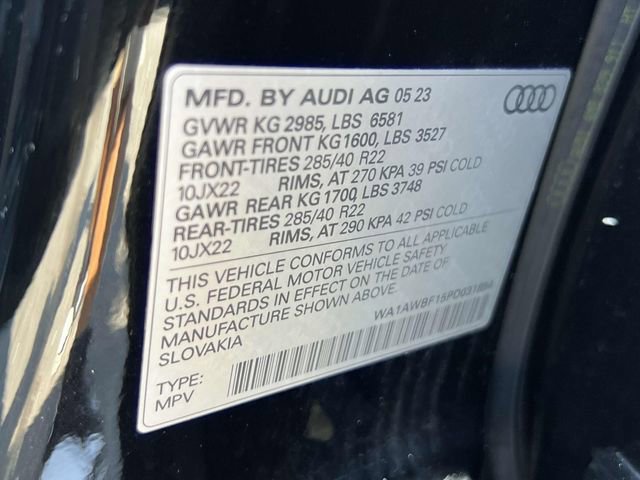 MFD. BY AUDI AG 05 23
GVWR KG 2985, LBS 6581
GAWR FRONT KG1600, LBS 3527
FRONT-TIRES 285/40 R22
10JX22 RIMS, AT 270 KPA 39 PSI COLD
GAWR REAR KG 1700, LBS 3748
REAR-TIRES 285/40 R22
10JX22 RIMS, AT 290 KPA 42 PSI COLD
THIS VEHICLE CONFORMS TO ALL APPLICABLE
U.S. FEDERAL MOTOR VEHICLE SAFETY
STANDARDS IN EFFECT ON THE DATE OF
MANUFACTURE SHOWN ABOVE.
SLOVAKIA
TYPE:
MPV